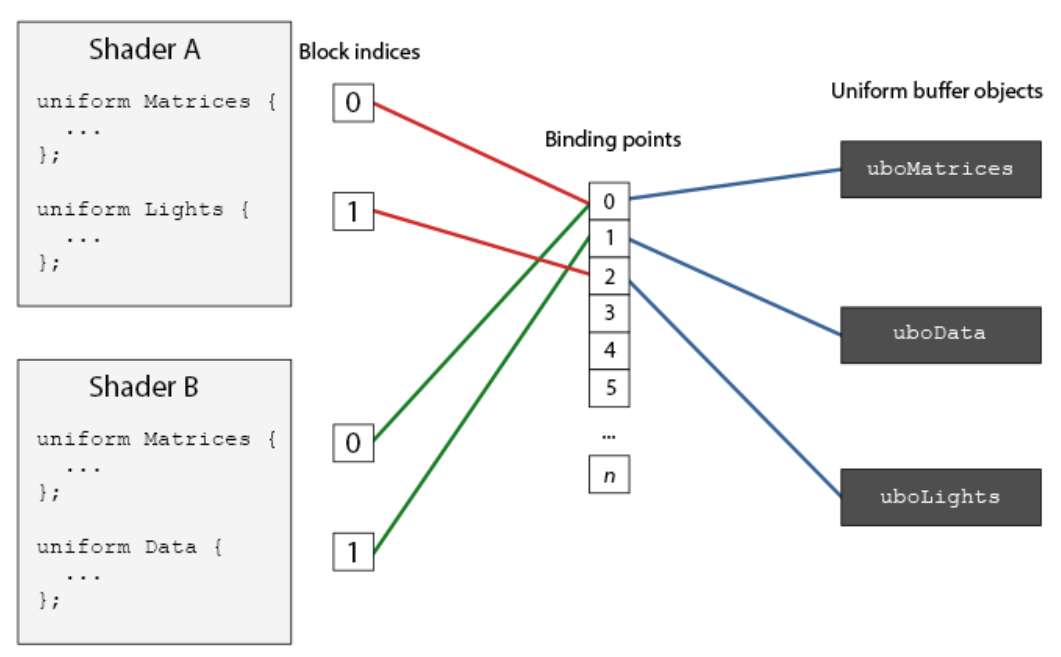 Shader A
uniform Matrices {
...
};
uniform Lights {
...
};
Block indices
0
1
Shader B
uniform Matrices {
...
};
uniform Data {
...
};
0
1
Binding points
0
1
2
3
4
5
...
n
Uniform buffer objects
uboMatrices
uboData
uboLights